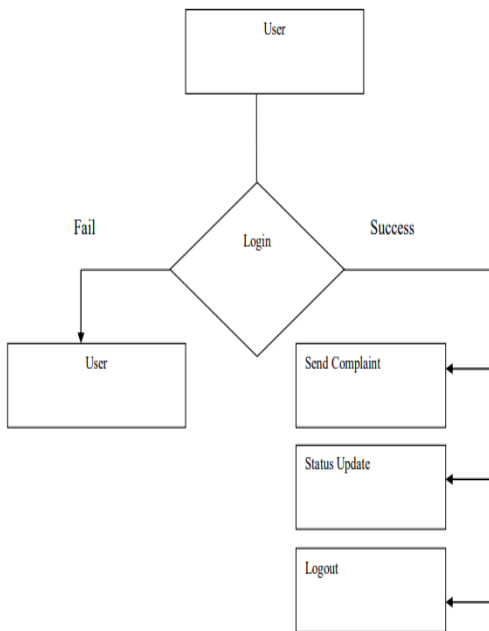 User
Fail
Success
Login
User
Send Complaint
Status Update
Logout